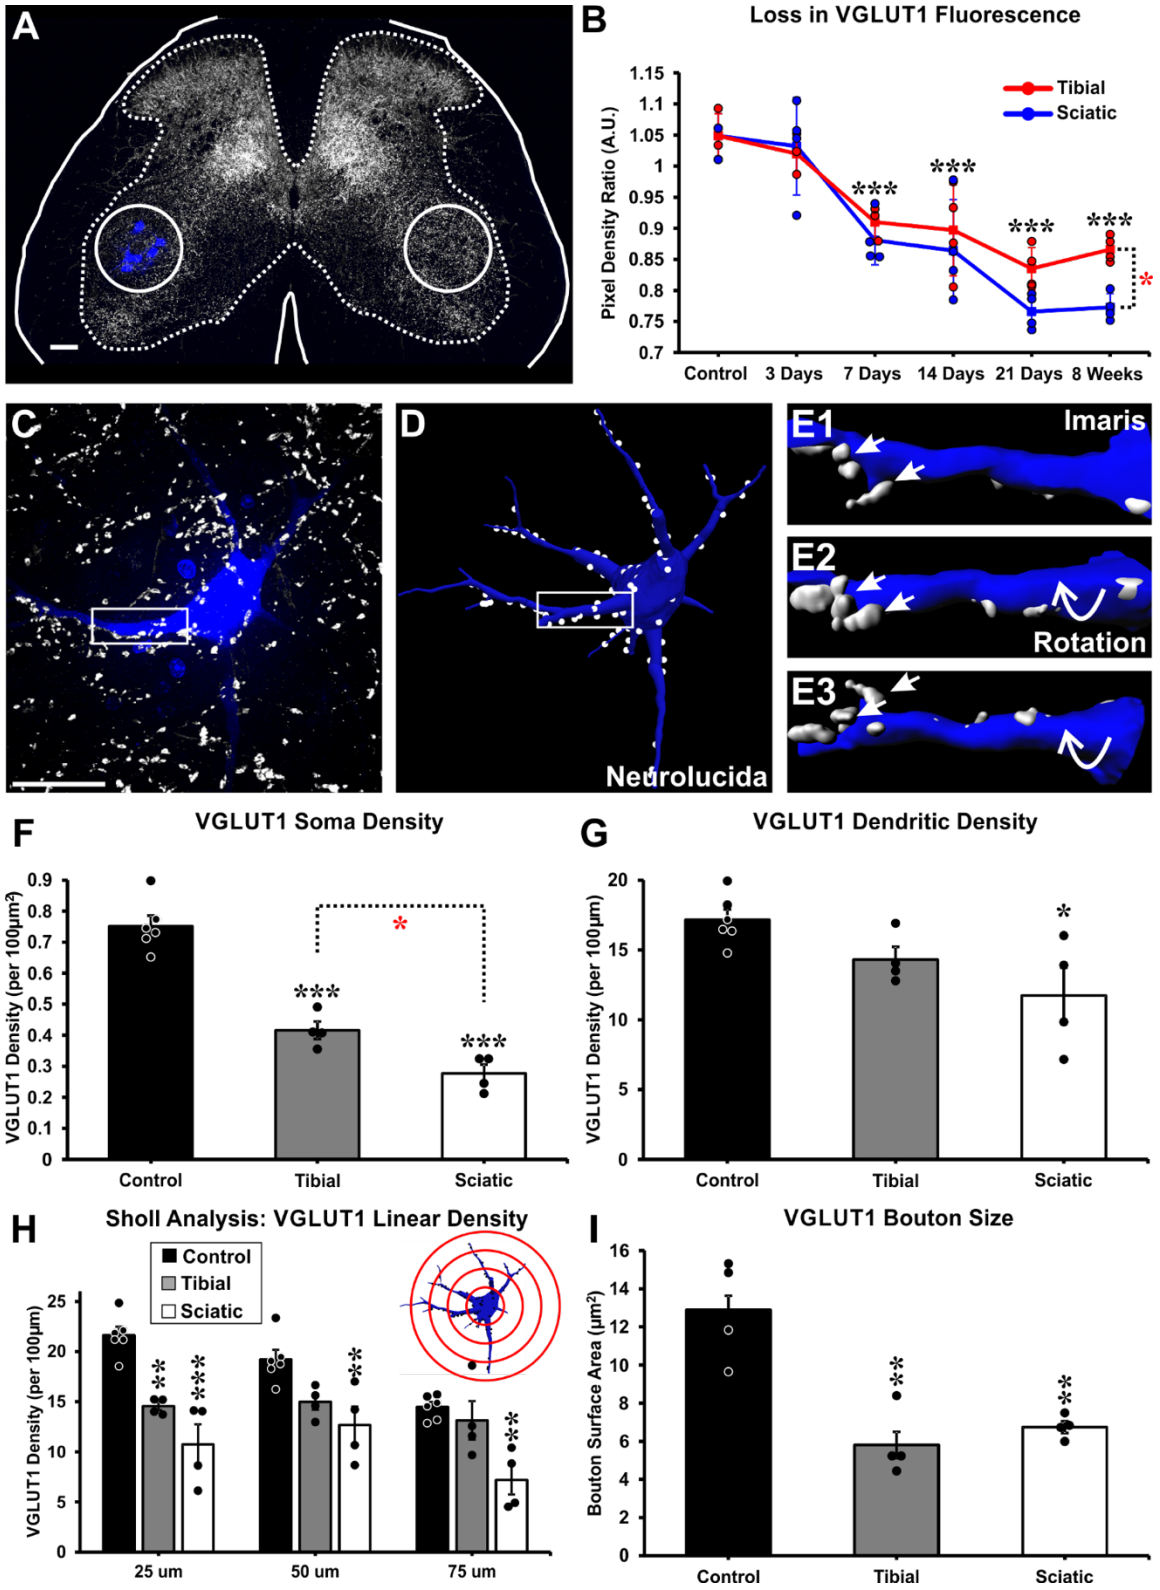 A
B
Loss in VGLUT1 Fluorescence
Pixel Density Ratio (A.U.)
1.15
1.1
1.05
1
0.95
0.9
0.85
0.8
0.75
0.7
Tibial
Sciatic
***
***
***
***
*
Control
3 Days
7 Days
14 Days
21 Days
8 Weeks
C
D
Neurolucida
E1
Imaris
E2
Rotation
E3
F
VGLUT1 Soma Density
VGLUT1 Density (per 100µm²)
0.9
0.8
0.7
0.6
0.5
0.4
0.3
0.2
0.1
0
***
***
*
Control
Tibial
Sciatic
G
VGLUT1 Dendritic Density
VGLUT1 Density (per 100µm)
20
15
10
5
0
*
Control
Tibial
Sciatic
H
Sholl Analysis: VGLUT1 Linear Density
Control
Tibial
Sciatic
VGLUT1 Density (per 100µm)
25
20
15
10
5
0
**
***
**
**
25 um
50 um
75 um
I
VGLUT1 Bouton Size
Bouton Surface Area (µm²)
16
14
12
10
8
6
4
2
0
**
**
Control
Tibial
Sciatic